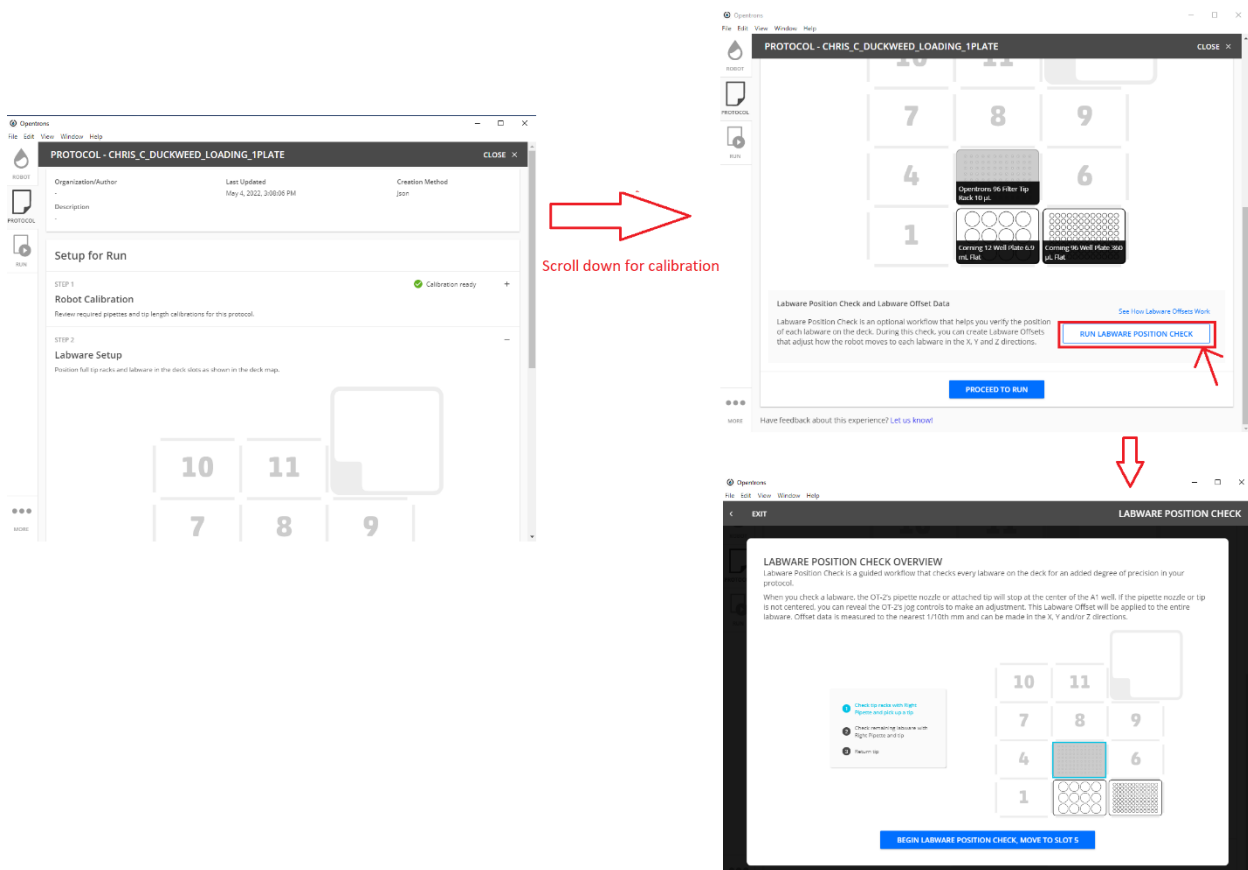 Opentrons
File Edit View Window Help
ROBOT
PROTOCOL
RUN
MORE
PROTOCOL - CHRIS_C_DUCKWEED_LOADING_1PLATE
CLOSE ×
Organization/Author
-
Last Updated
May 4, 2022, 3:08:06 PM
Creation Method
Json
Description
-
Setup for Run
STEP 1
Calibration ready
Robot Calibration
Review required pipettes and tip length calibrations for this protocol.
STEP 2
Labware Setup
Position full tip racks and labware in the deck slots as shown in the deck map.
10 11
7 8 9
Scroll down for calibration
Opentrons
File Edit View Window Help
ROBOT
PROTOCOL
RUN
MORE
PROTOCOL - CHRIS_C_DUCKWEED_LOADING_1PLATE
CLOSE ×
10 11
7 8 9
4 6
Opentrons 96 Filter Tip
Rack 10 µL
1
Corning 12 Well Plate 6.9
mL Flat
Corning 96 Well Plate 360
µL Flat
Labware Position Check and Labware Offset Data
Labware Position Check is an optional workflow that helps you verify the position
of each labware on the deck. During this check, you can create Labware Offsets
that adjust how the robot moves to each labware in the X, Y and Z directions.
See How Labware Offsets Work
RUN LABWARE POSITION CHECK
PROCEED TO RUN
Have feedback about this experience? Let us know!
Opentrons
File Edit View Window Help
‹ EXIT
LABWARE POSITION CHECK
LABWARE POSITION CHECK OVERVIEW
Labware Position Check is a guided workflow that checks every labware on the deck for an added degree of precision in your
protocol.
When you check a labware, the OT-2's pipette nozzle or attached tip will stop at the center of the A1 well. If the pipette nozzle or tip
is not centered, you can reveal the OT-2's jog controls to make an adjustment. This Labware Offset will be applied to the entire
labware. Offset data is measured to the nearest 1/10th mm and can be made in the X, Y and/or Z directions.
1 Check tip racks with Right
Pipette and pick up a tip
2 Check remaining labware with
Right Pipette and tip
3 Return tip
10 11
7 8 9
4 6
1
BEGIN LABWARE POSITION CHECK, MOVE TO SLOT 5